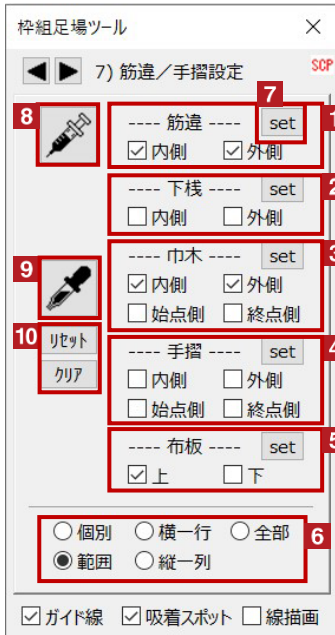 枠組足場ツール ×
7) 筋違／手摺設定 SCP
7
8 ---- 筋違 ---- set 1
内側 外側
---- 下桟 ---- set 2
内側 外側
---- 巾木 ---- set 3
9 内側 外側
始点側 終点側
10 リセット
---- 手摺 ---- set 4
クリア 内側 外側
始点側 終点側
---- 布板 ---- set 5
上 下
個別 横一行 全部 6
範囲 縦一列
ガイド線 吸着スポット 線描画